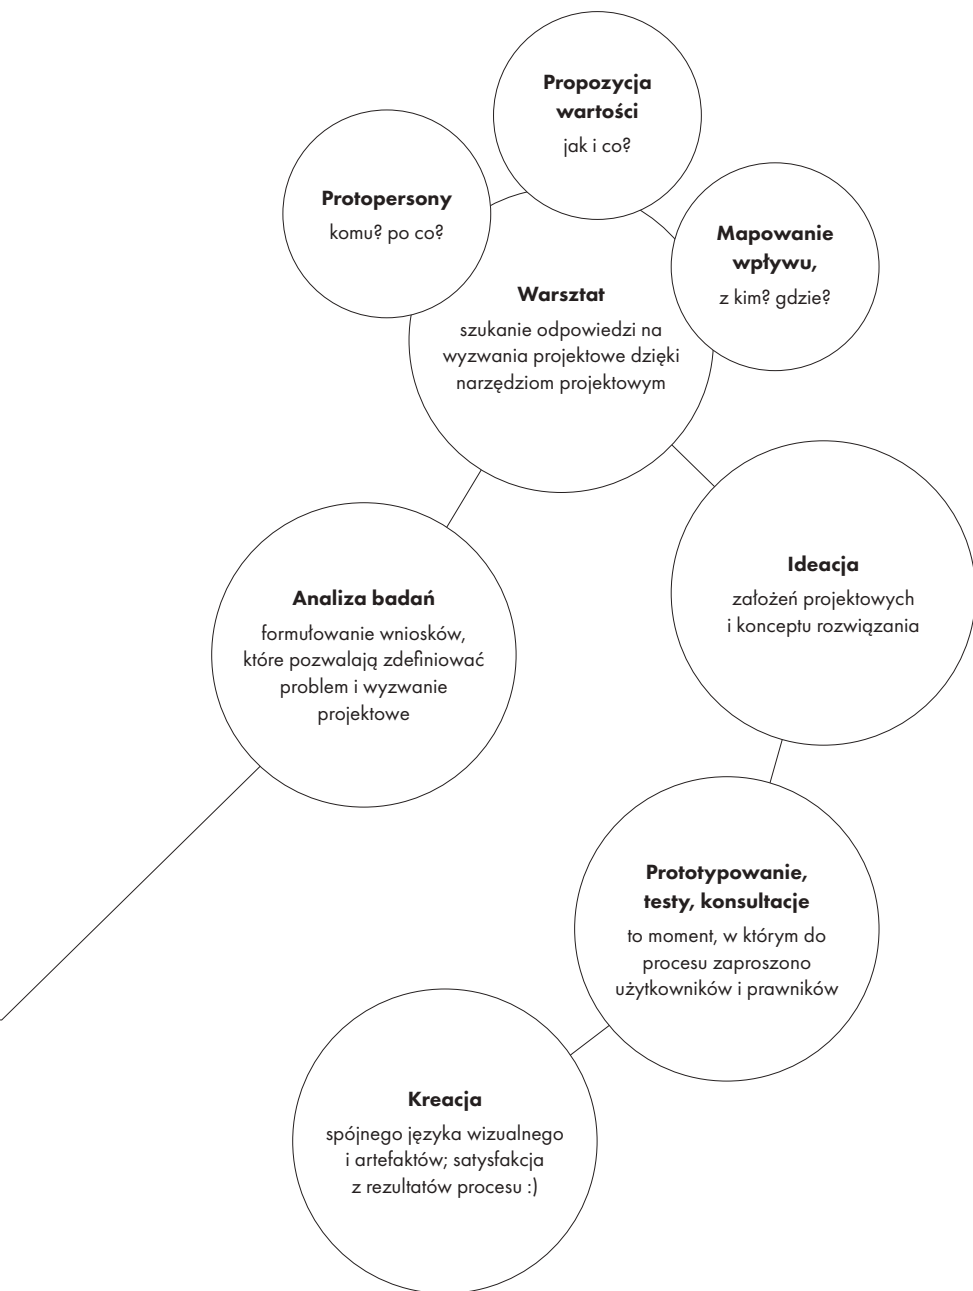 Propozycja
wartości
jak i co?
Protopersony
komu? po co?
Mapowanie
wpływu,
z kim? gdzie?
Warsztat
szukanie odpowiedzi na
wyzwania projektowe dzięki
narzędziom projektowym
Analiza badań
formułowanie wniosków,
które pozwalają zdefiniować
problem i wyzwanie
projektowe
Ideacja
założeń projektowych
i konceptu rozwiązania
Prototypowanie,
testy, konsultacje
to moment, w którym do
procesu zaproszono
użytkowników i prawników
Kreacja
spójnego języka wizualnego
i artefaktów; satysfakcja
z rezultatów procesu :)